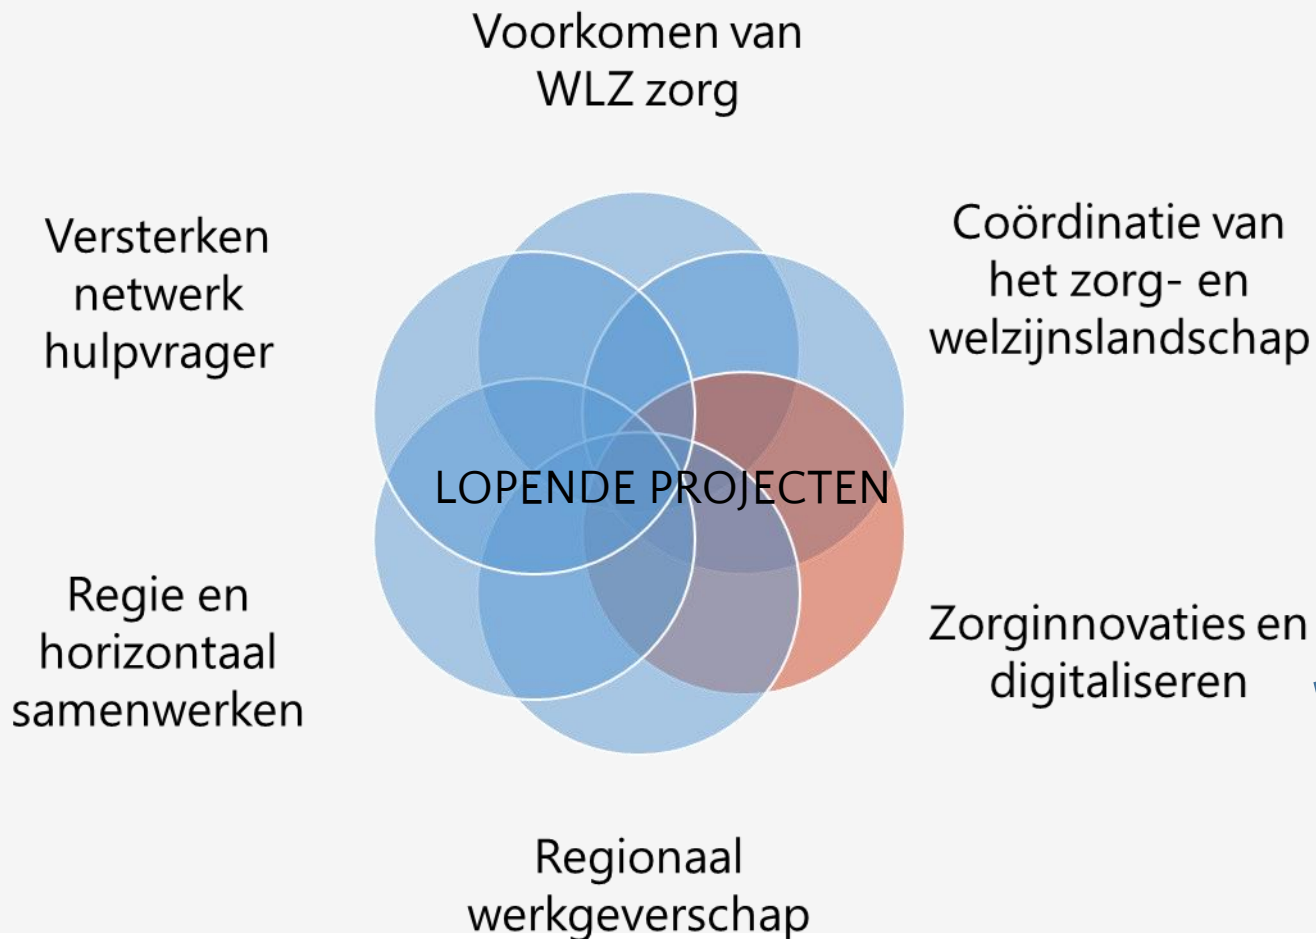 Voorkomen van
WLZ zorg
Coördinatie van
het zorg- en
welzijnslandschap
Versterken
netwerk
hulpvrager
LOPENDE PROJECTEN
Regie en
horizontaal
samenwerken
Zorginnovaties en
digitaliseren
Regionaal
werkgeverschap